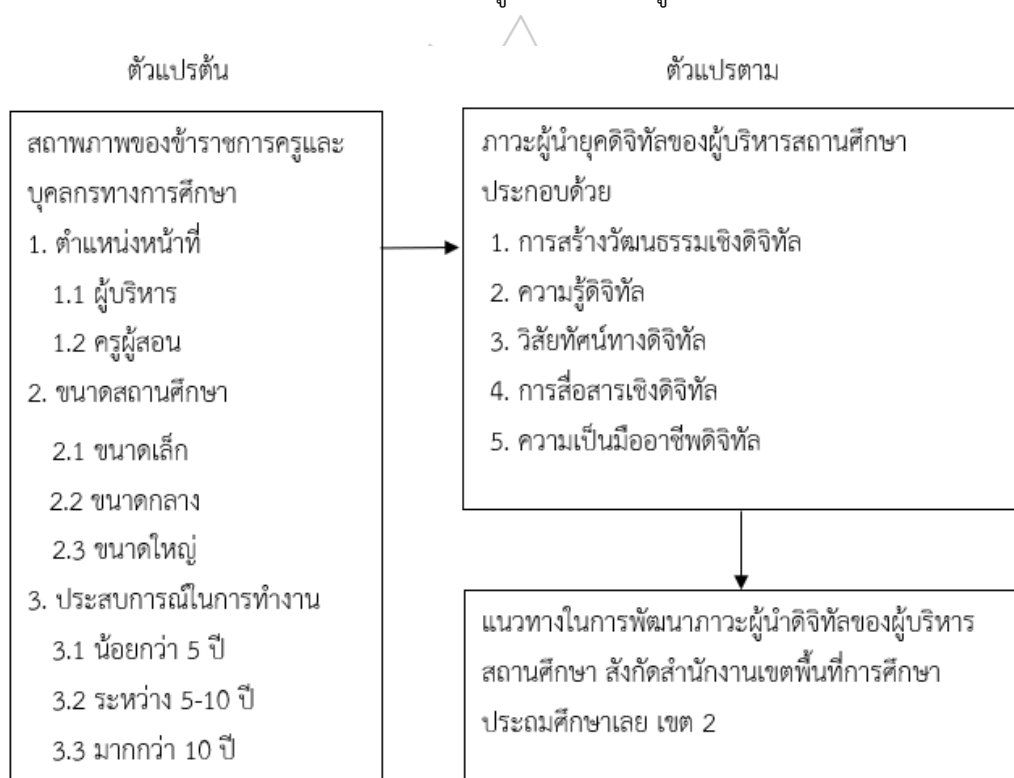 ตัวแปรต้น
สถาพภาพของข้าราชการครูและ
บุคลกรทางการศึกษา
1. ตำแหน่งหน้าที่
1.1 ผู้บริหาร
1.2 ครูผู้สอน
2. ขนาดสถานศึกษา
2.1 ขนาดเล็ก
2.2 ขนาดกลาง
2.3 ขนาดใหญ่
3. ประสบการณ์ในการทำงาน
3.1 น้อยกว่า 5 ปี
3.2 ระหว่าง 5-10 ปี
3.3 มากกว่า 10 ปี
ตัวแปรตาม
ภาวะผู้นำยุคดิจิทัลของผู้บริหารสถานศึกษา
ประกอบด้วย
1. การสร้างวัฒนธรรมเชิงดิจิทัล
2. ความรู้ดิจิทัล
3. วิสัยทัศน์ทางดิจิทัล
4. การสื่อสารเชิงดิจิทัล
5. ความเป็นมืออาชีพดิจิทัล
แนวทางในการพัฒนาภาวะผู้นำดิจิทัลของผู้บริหาร
สถานศึกษา สังกัดสำนักงานเขตพื้นที่การศึกษา
ประถมศึกษาเลย เขต 2